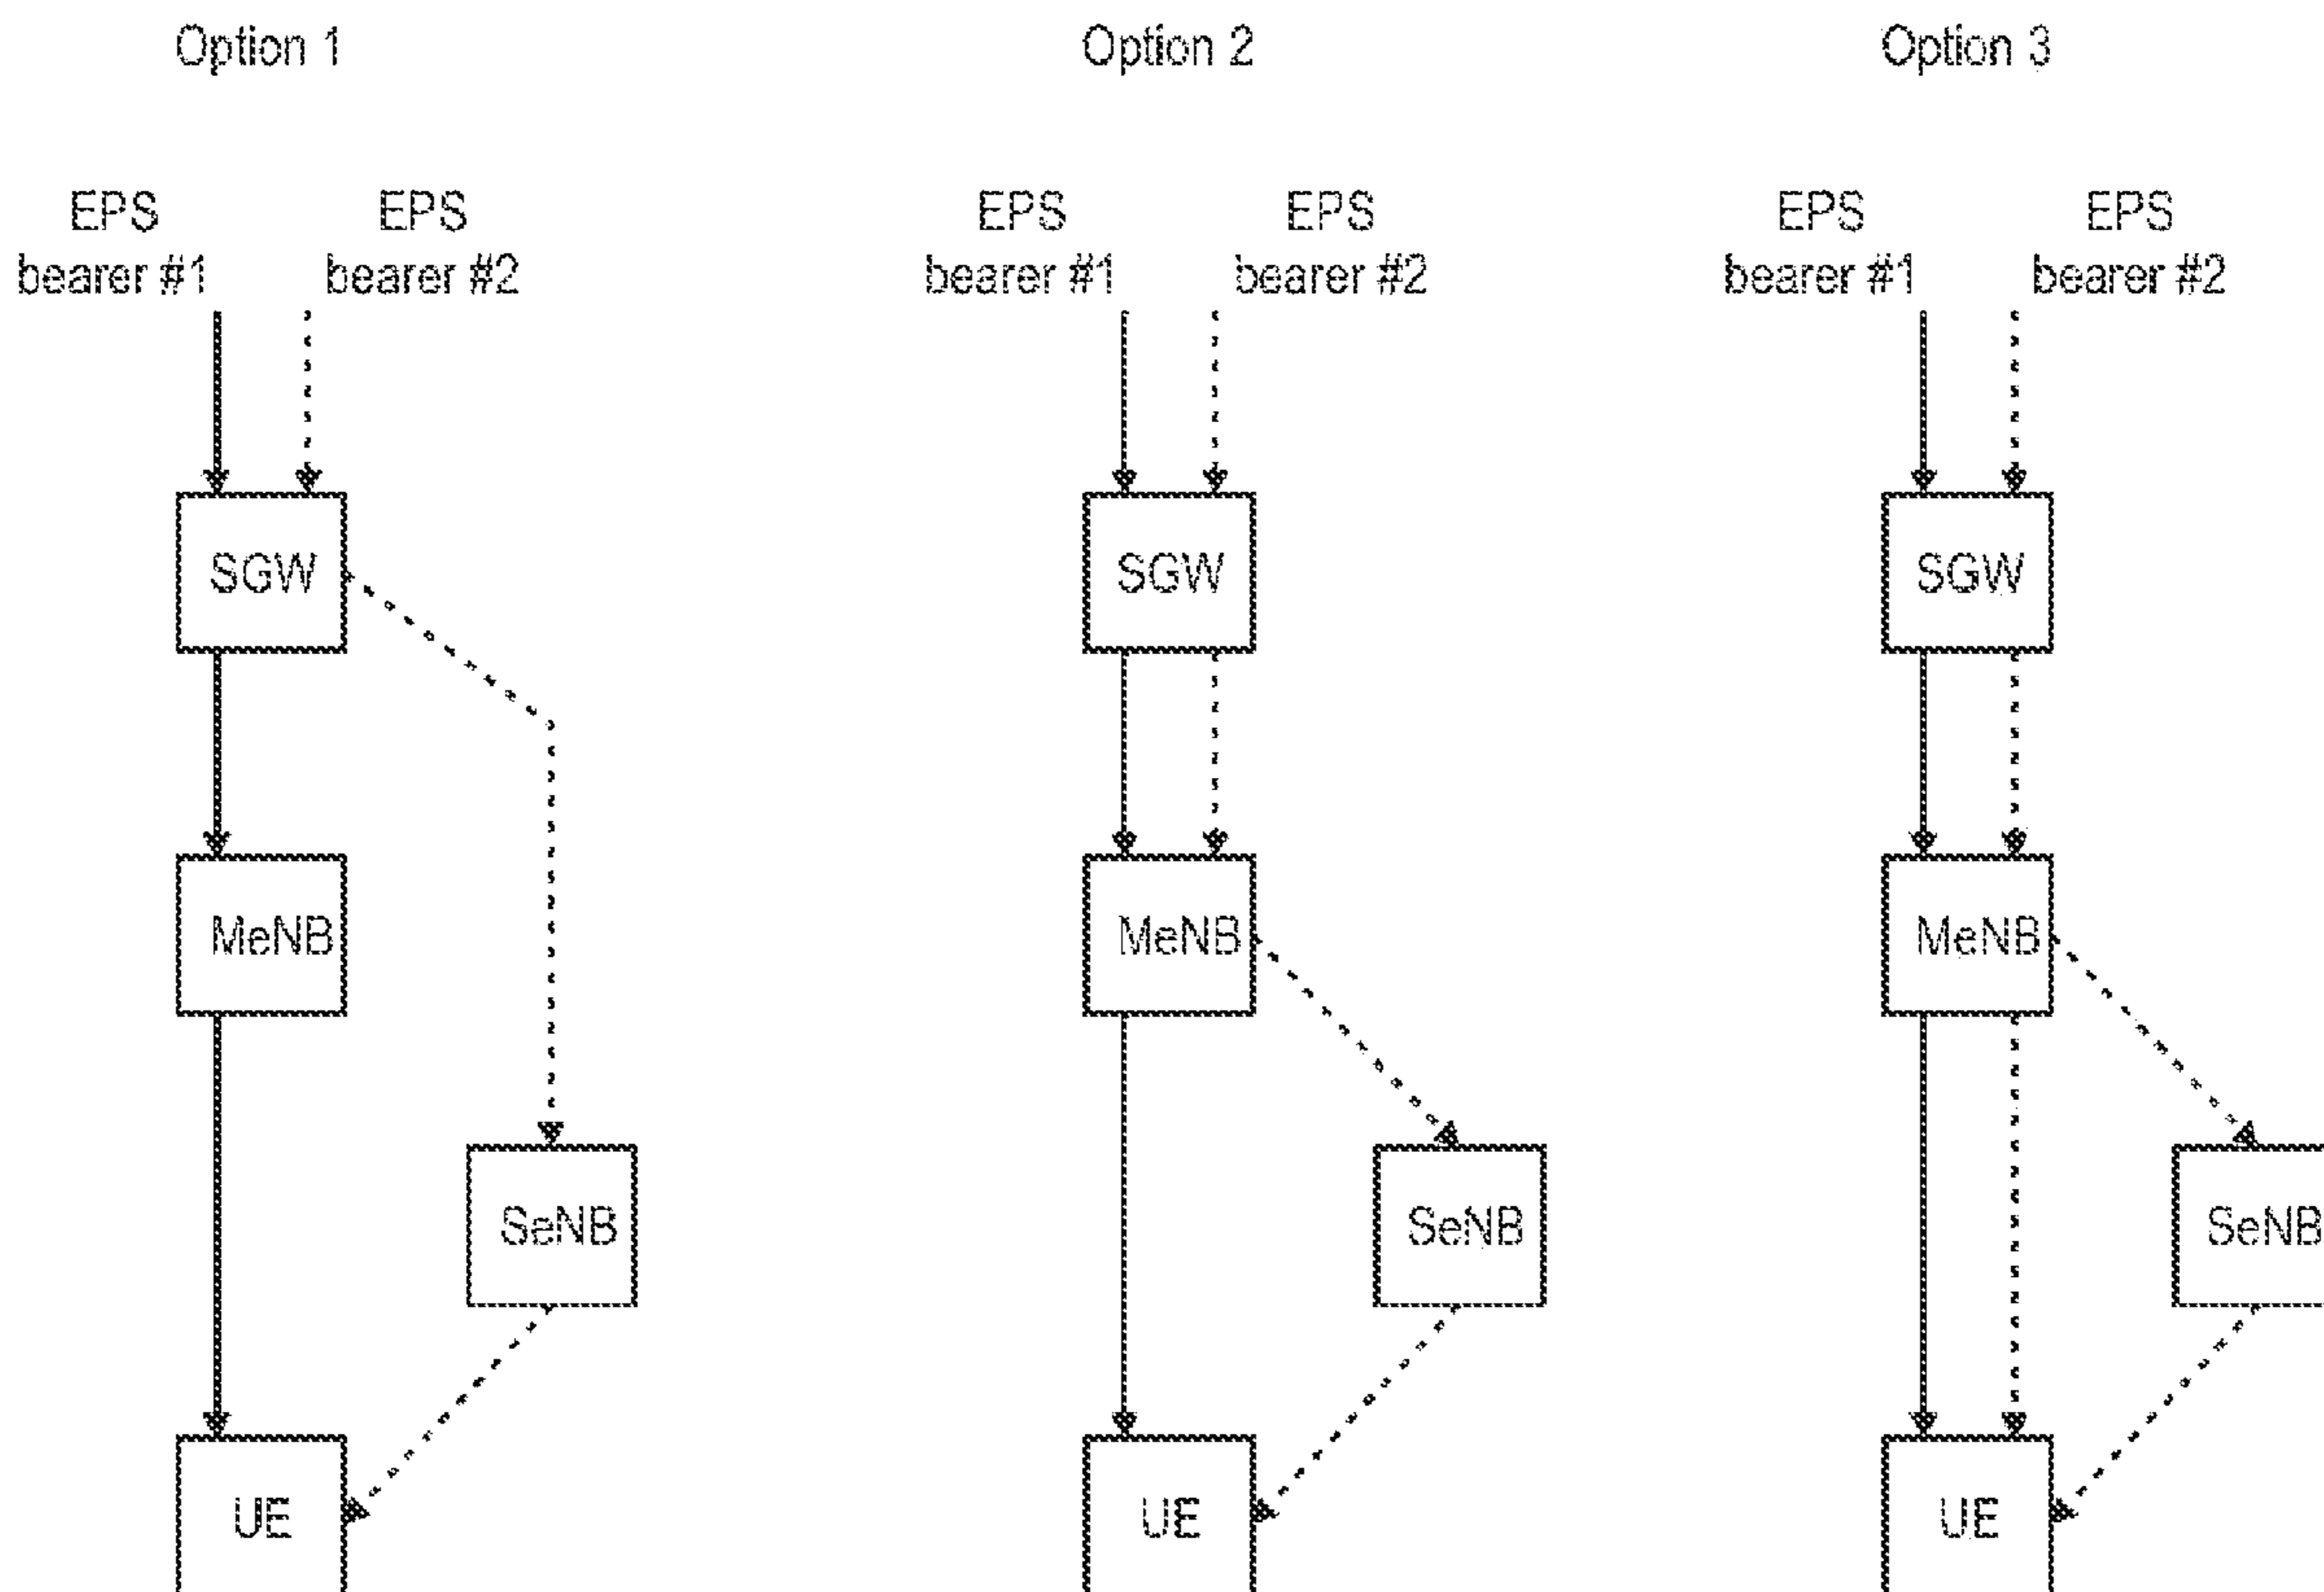 Option 1
Option 2
Option 3
EPS
bearer #1
EPS
bearer #2
EPS
bearer #1
EPS
bearer #2
EPS
bearer #1
EPS
bearer #2
SGW
SGW
SGW
MeNB
MeNB
MeNB
SeNB
SeNB
SeNB
UE
UE
UE